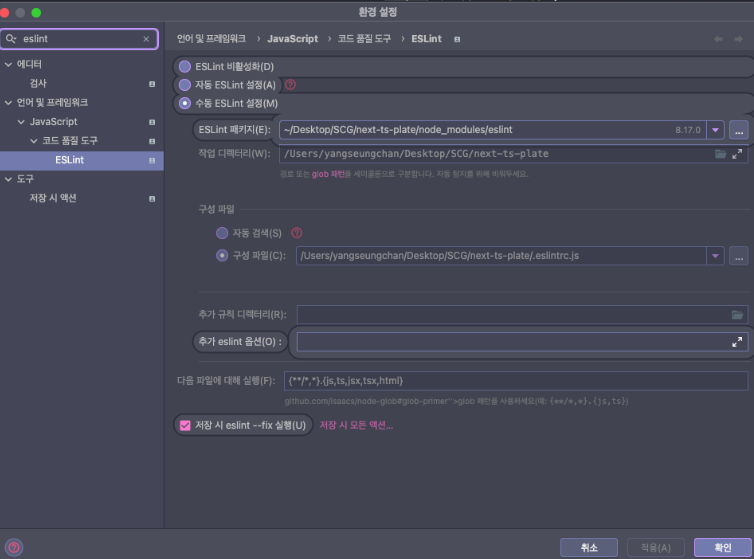 환경 설정
eslint
에디터
검사
언어 및 프레임워크
JavaScript
코드 품질 도구
ESLint
도구
저장 시 액션
언어 및 프레임워크 › JavaScript › 코드 품질 도구 › ESLint
ESLint 비활성화(D)
자동 ESLint 설정(A)
수동 ESLint 설정(M)
ESLint 패키지(E): ~/Desktop/SCG/next-ts-plate/node_modules/eslint 8.17.0 ...
작업 디렉터리(W): /Users/yangseungchan/Desktop/SCG/next-ts-plate
경로 또는 glob 패턴을 세미콜론으로 구분합니다. 자동 탐지를 위해 비워두세요.
구성 파일
자동 검색(S)
구성 파일(C): /Users/yangseungchan/Desktop/SCG/next-ts-plate/.eslintrc.js ...
추가 규칙 디렉터리(R):
추가 eslint 옵션(O) :
다음 파일에 대해 실행(F): {**/*,*}.{js,ts,jsx,tsx,html}
github.com/isaacs/node-glob#glob-primer">glob 패턴을 사용하세요(예: {**/*,*}.{js,ts})
저장 시 eslint --fix 실행(U) 저장 시 모든 액션...
? 취소 적용(A) 확인